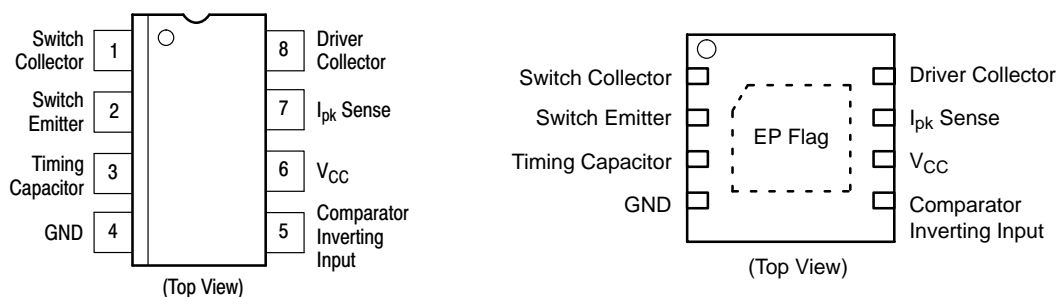 Switch
Collector
1
8
Driver
Collector
Switch
Emitter
2
7
Ipk Sense
Timing
Capacitor
3
6
VCC
GND
4
5
Comparator
Inverting
Input
(Top View)
Switch Collector
Driver Collector
Switch Emitter
Ipk Sense
EP Flag
Timing Capacitor
VCC
GND
Comparator
Inverting Input
(Top View)